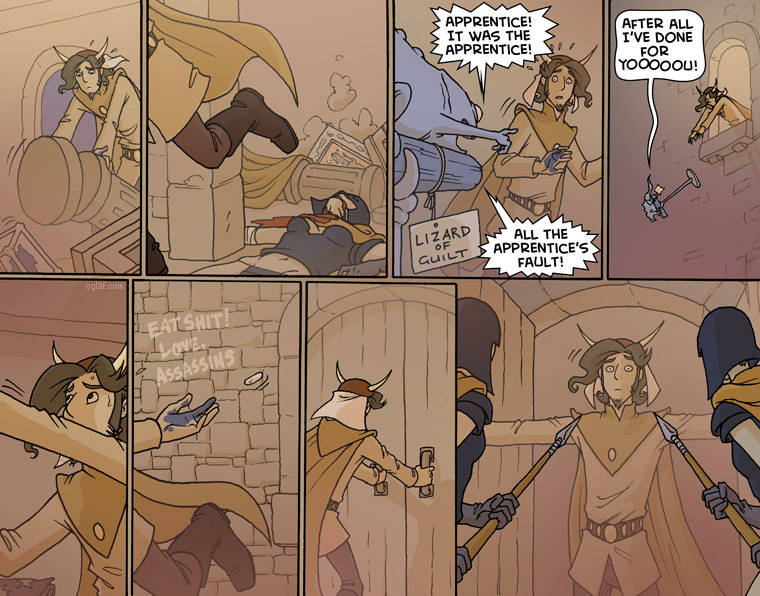 APPRENTICE!
IT WAS THE
APPRENTICE!
LIZARD
OF
GUILT
ALL THE
APPRENTICE'S
FAULT!
AFTER ALL
I'VE DONE
FOR
YOOOOOU!
oglaf.com
EAT SHIT!
LOVE,
ASSASSINS